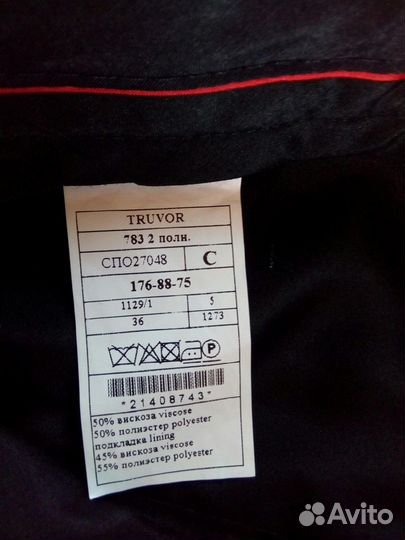 TRUVOR
783 2 полн.
СПО27048 С
176-88-75
1129/1 5
36 1273
P
*21408743*
50% вискоза viscose
50% полиэстер polyester
подкладка lining
45% вискоза viscose
55% полиэстер polyester
Avito